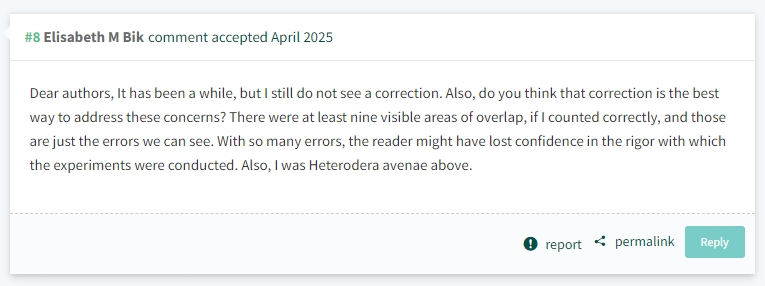 #8 Elisabeth M Bik comment accepted April 2025
Dear authors, It has been a while, but I still do not see a correction. Also, do you think that correction is the best
way to address these concerns? There were at least nine visible areas of overlap, if I counted correctly, and those
are just the errors we can see. With so many errors, the reader might have lost confidence in the rigor with which
the experiments were conducted. Also, I was Heterodera avenae above.
report permalink Reply